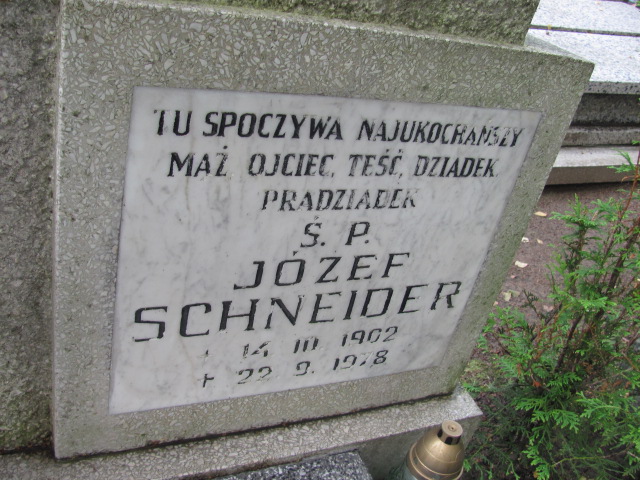 TU SPOCZYWA NAJUKOCHAŃSZY
MĄŻ OJCIEC, TEŚĆ, DZIADEK
PRADZIADEK
Ś. P.
JÓZEF
SCHNEIDER
14 III 1902
+ 22. 9. 1978